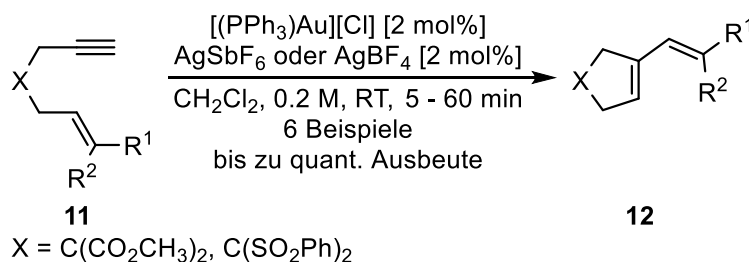 [(PPh₃)Au][Cl] [2 mol%]
AgSbF₆ oder AgBF₄ [2 mol%]
CH₂Cl₂, 0.2 M, RT, 5 - 60 min
6 Beispiele
bis zu quant. Ausbeute
X
R¹
R²
11
X
R¹
R²
12
X = C(CO₂CH₃)₂, C(SO₂Ph)₂